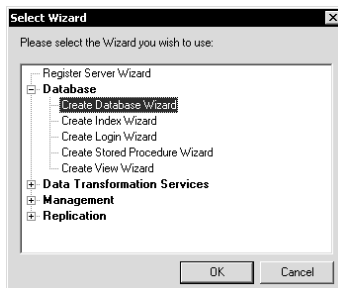 Select Wizard
Please select the Wizard you wish to use:
Register Server Wizard
Database
Create Database Wizard
Create Index Wizard
Create Login Wizard
Create Stored Procedure Wizard
Create View Wizard
Data Transformation Services
Management
Replication
OK Cancel